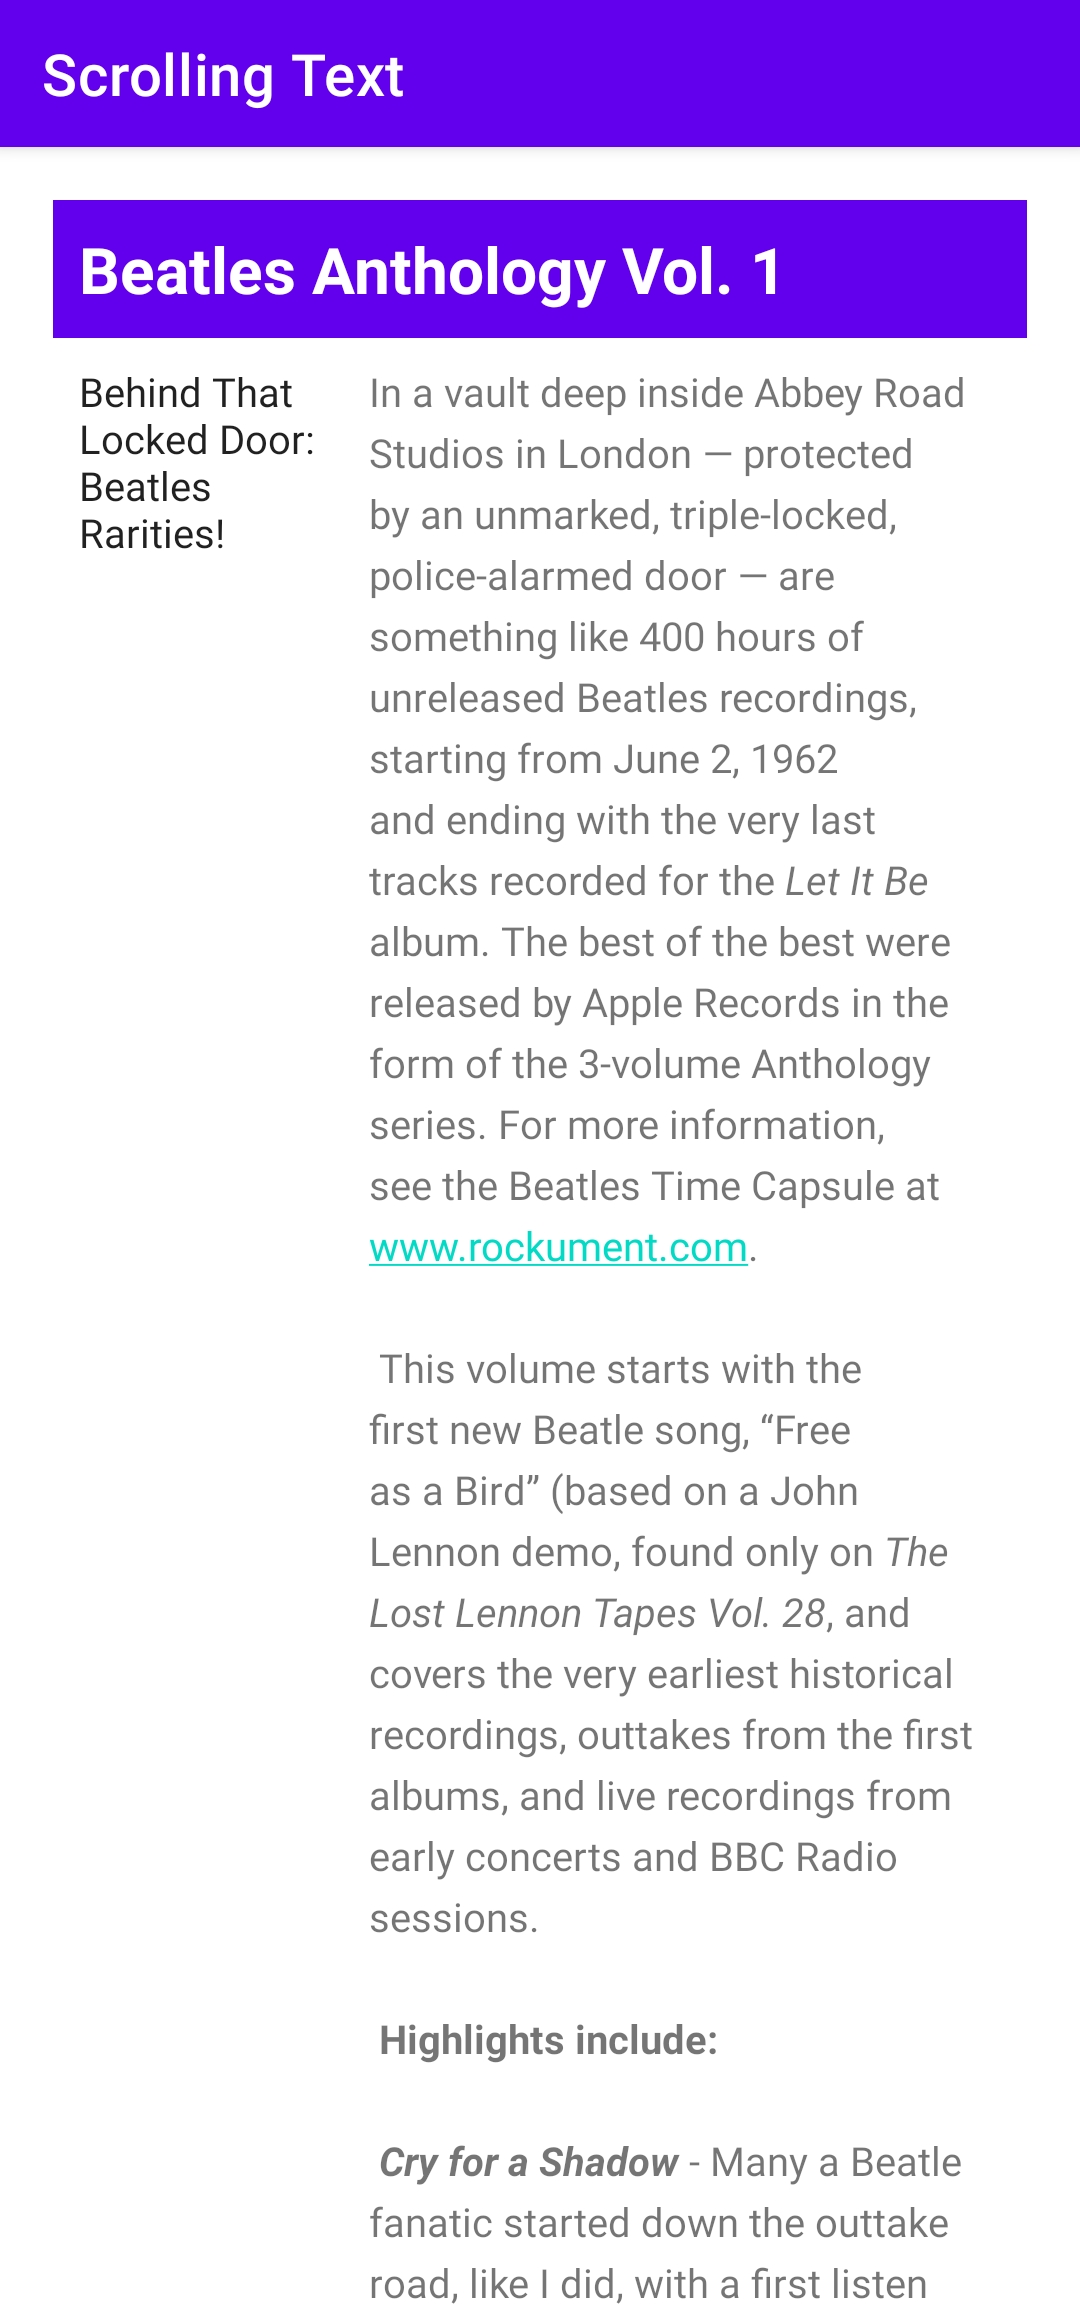 Scrolling Text
Beatles Anthology Vol. 1
Behind That
Locked Door:
Beatles
Rarities!
In a vault deep inside Abbey Road
Studios in London — protected
by an unmarked, triple-locked,
police-alarmed door — are
something like 400 hours of
unreleased Beatles recordings,
starting from June 2, 1962
and ending with the very last
tracks recorded for the Let It Be
album. The best of the best were
released by Apple Records in the
form of the 3-volume Anthology
series. For more information,
see the Beatles Time Capsule at
www.rockument.com.
This volume starts with the
first new Beatle song, “Free
as a Bird” (based on a John
Lennon demo, found only on The
Lost Lennon Tapes Vol. 28, and
covers the very earliest historical
recordings, outtakes from the first
albums, and live recordings from
early concerts and BBC Radio
sessions.
Highlights include:
Cry for a Shadow - Many a Beatle
fanatic started down the outtake
road, like I did, with a first listen